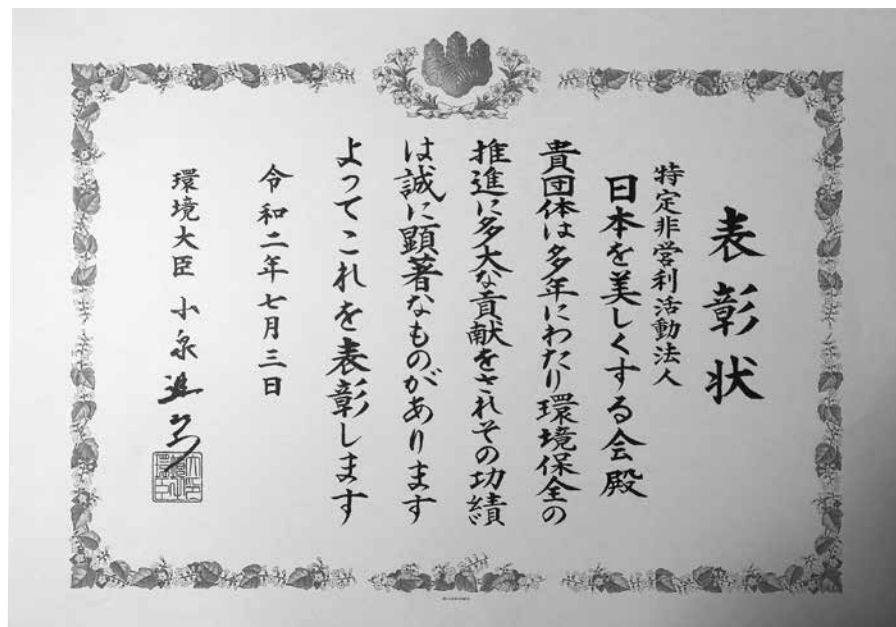 表彰状
特定非営利活動法人
日本を美しくする会殿
貴団体は多年にわたり環境保全の
推進に多大な貢献をされその功績
は誠に顕著なものがあります
よってこれを表彰します
令和二年七月三日
環境大臣 小泉進次郎